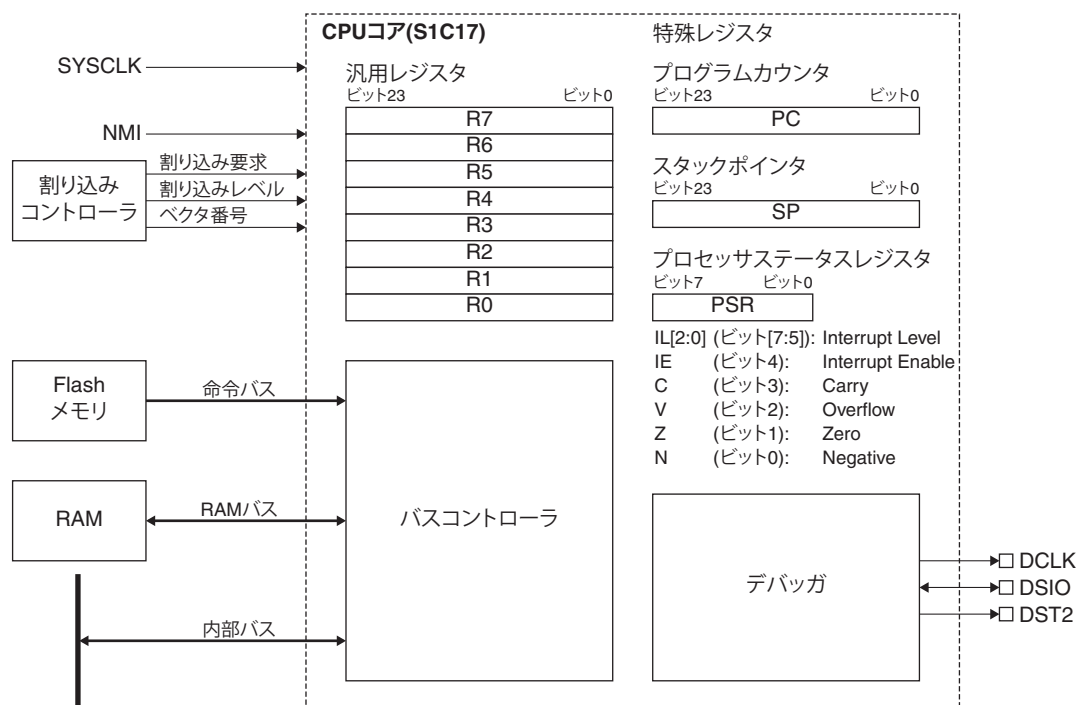 CPUコア(S1C17)
特殊レジスタ
SYSCLK
NMI
割り込み
コントローラ
割り込み要求
割り込みレベル
ベクタ番号
汎用レジスタ
ビット23 ビット0
R7
R6
R5
R4
R3
R2
R1
R0
プログラムカウンタ
ビット23 ビット0
PC
スタックポインタ
ビット23 ビット0
SP
プロセッサステータスレジスタ
ビット7 ビット0
PSR
IL[2:0] (ビット[7:5]): Interrupt Level
IE (ビット4): Interrupt Enable
C (ビット3): Carry
V (ビット2): Overflow
Z (ビット1): Zero
N (ビット0): Negative
Flash
メモリ
命令バス
RAM
RAMバス
内部バス
バスコントローラ
デバッガ
DCLK
DSIO
DST2